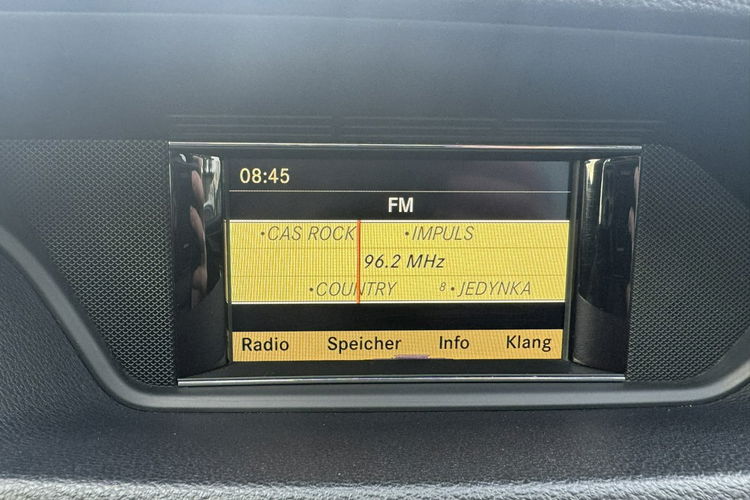 08:45
FM
•CAS ROCK •IMPULS
96.2 MHz
•COUNTRY 8 •JEDYNKA
Radio Speicher Info Klang